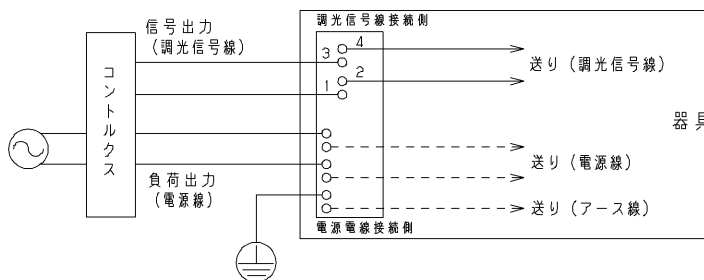 信号出力
(調光信号線)
コントルクス
負荷出力
(電源線)
調光信号線接続側
3
4
1
2
送り(調光信号線)
器具
送り(電源線)
送り(アース線)
電源電線接続側